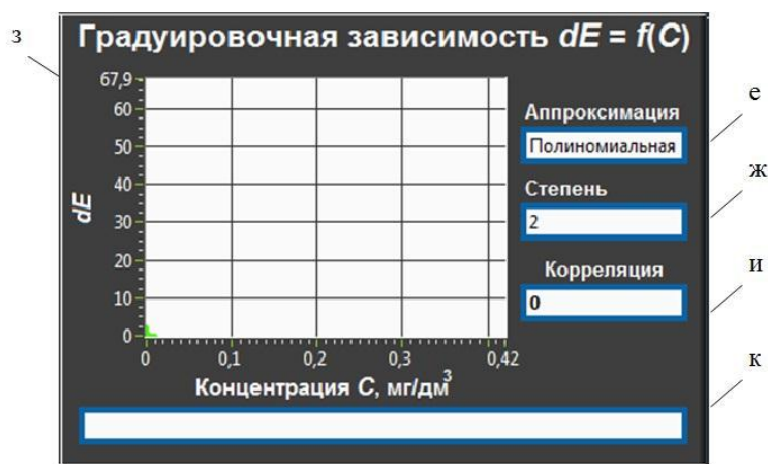 з
Градуировочная зависимость dE = f(C)
67,9
60
50
40
30
20
10
0
dE
0 0,1 0,2 0,3 0,42
Концентрация C, мг/дм³
Аппроксимация
Полиномиальная
е
Степень
2
ж
Корреляция
0
и
к